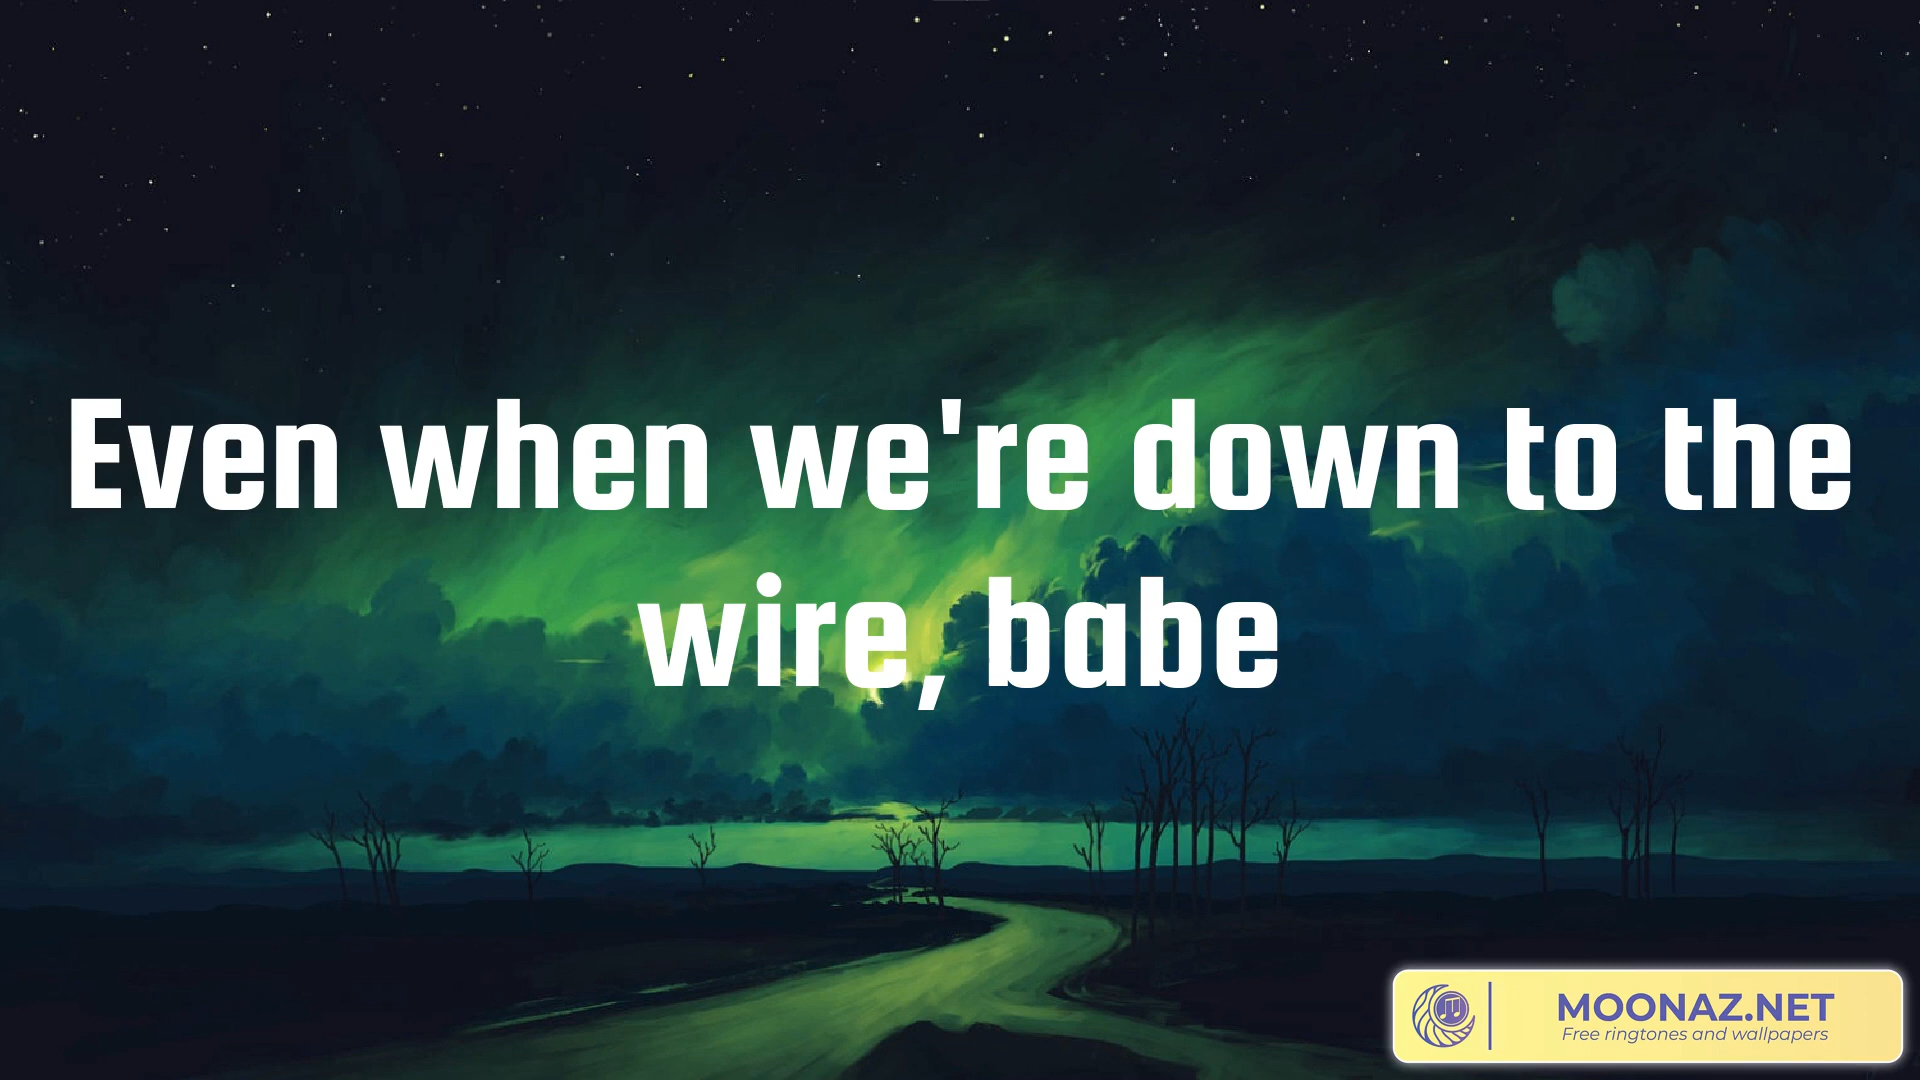 Even when we're down to the
wire, babe
MOONAZ.NET
Free ringtones and wallpapers